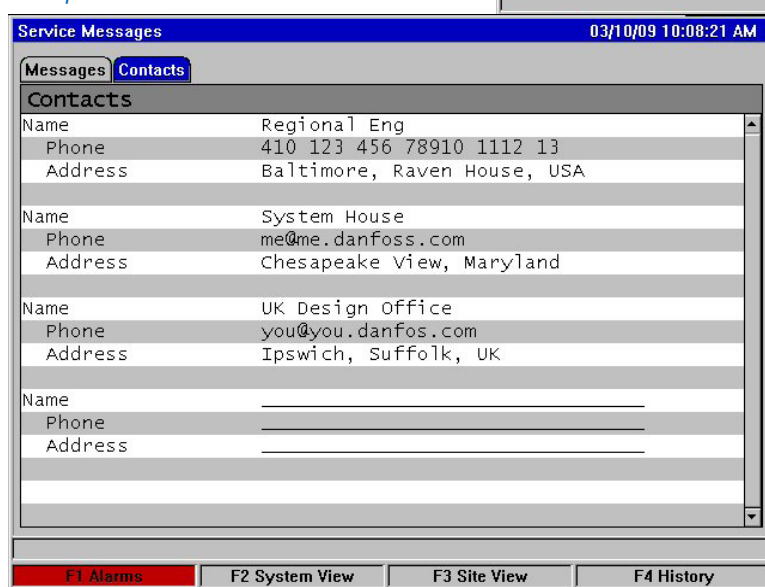 Service Messages 03/10/09 10:08:21 AM
Messages Contacts
Contacts
Name Regional Eng
Phone 410 123 456 78910 1112 13
Address Baltimore, Raven House, USA
Name System House
Phone me@me.danfoss.com
Address Chesapeake View, Maryland
Name UK Design Office
Phone you@you.danfos.com
Address Ipswich, Suffolk, UK
Name
Phone
Address
F1 Alarms F2 System View F3 Site View F4 History